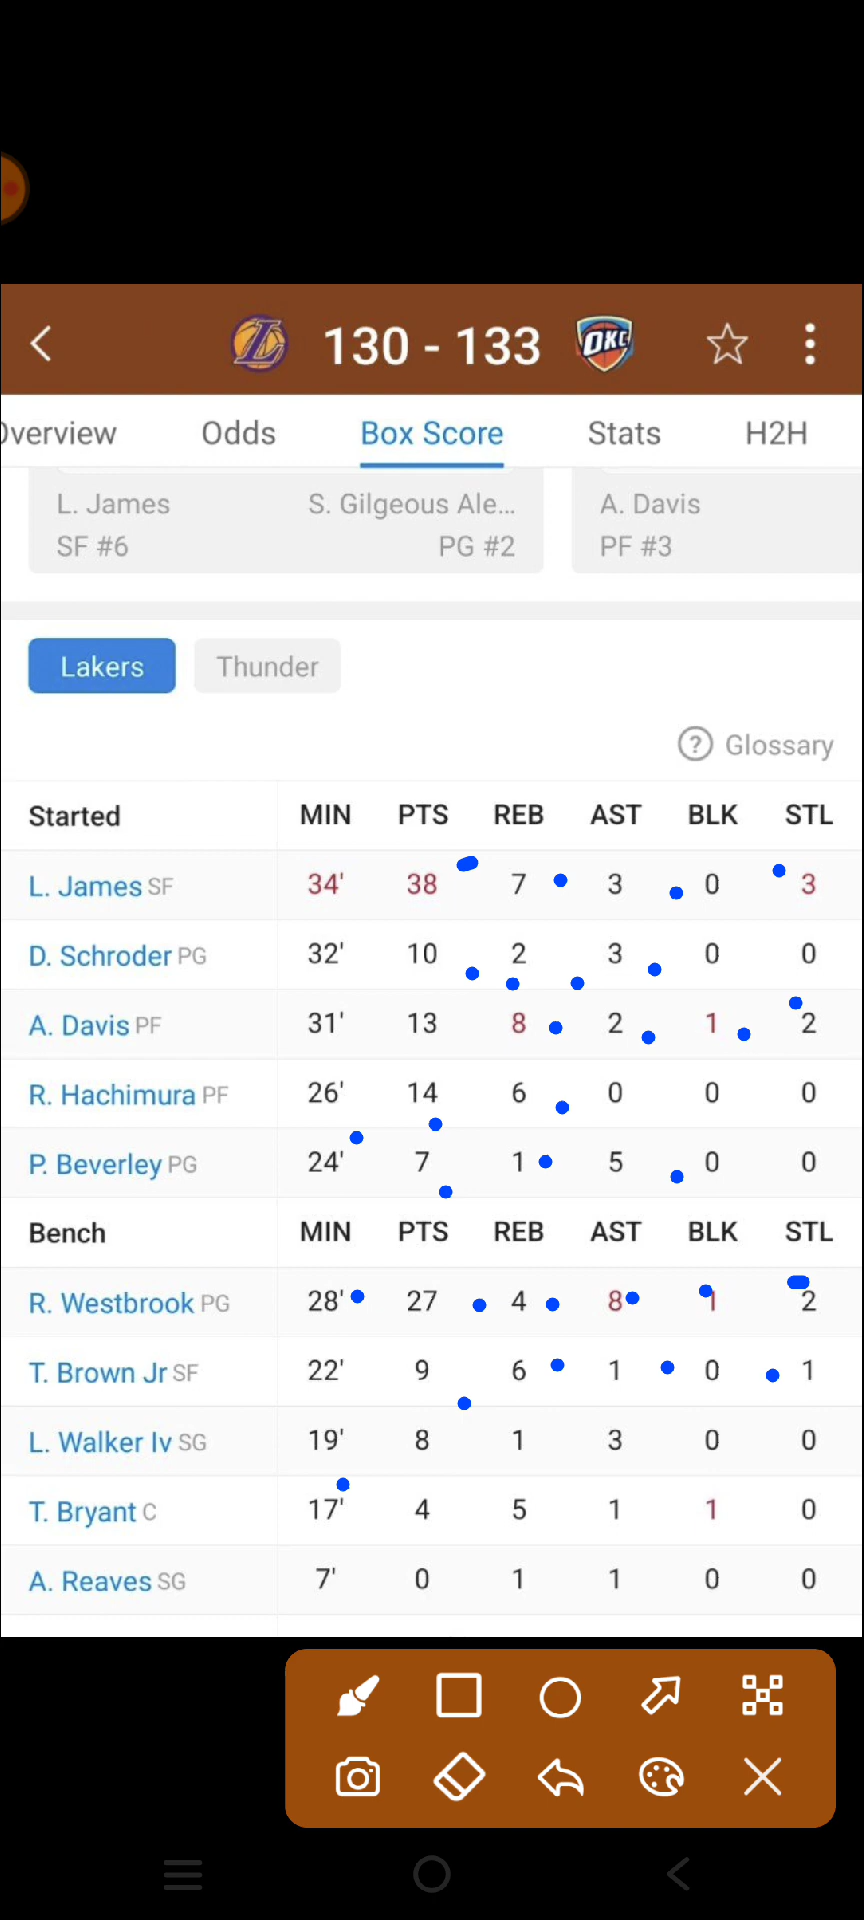 130 - 133
OKC
Overview Odds Box Score Stats H2H
L. James S. Gilgeous Ale... A. Davis
SF #6 PG #2 PF #3
Lakers Thunder
? Glossary
Started MIN PTS REB AST BLK STL
L. James SF 34' 38 7 3 0 3
D. Schroder PG 32' 10 2 3 0 0
A. Davis PF 31' 13 8 2 1 2
R. Hachimura PF 26' 14 6 0 0 0
P. Beverley PG 24' 7 1 5 0 0
Bench MIN PTS REB AST BLK STL
R. Westbrook PG 28' 27 4 8 1 2
T. Brown Jr SF 22' 9 6 1 0 1
L. Walker Iv SG 19' 8 1 3 0 0
T. Bryant C 17' 4 5 1 1 0
A. Reaves SG 7' 0 1 1 0 0